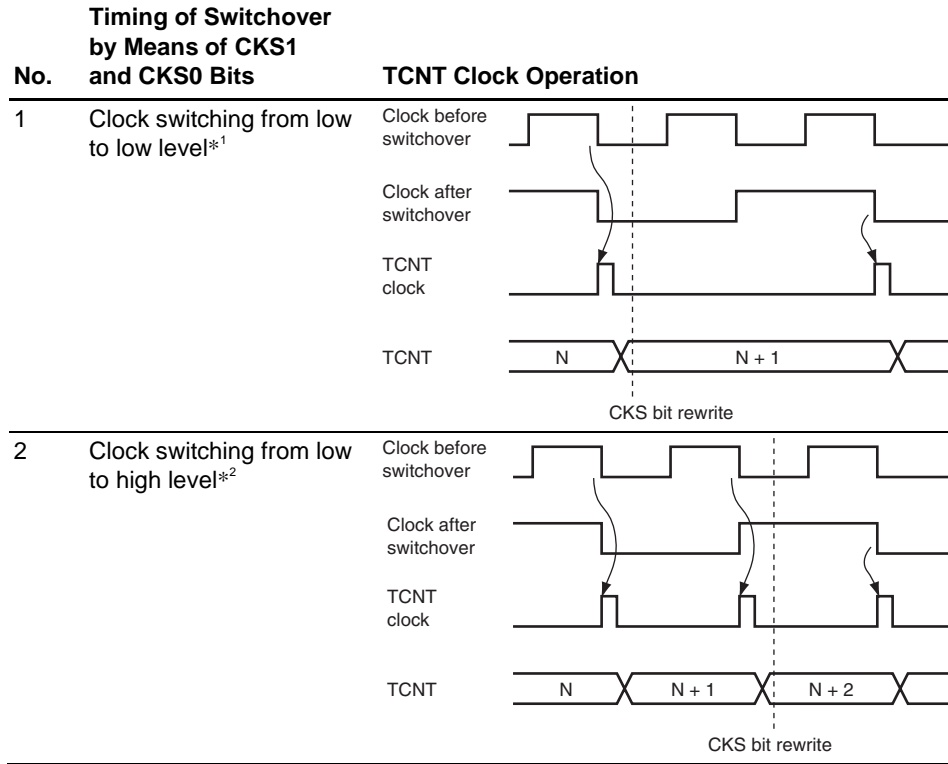 No.
Timing of Switchover
by Means of CKS1
and CKS0 Bits
TCNT Clock Operation
1
Clock switching from low
to low level*1
Clock before
switchover
Clock after
switchover
TCNT
clock
TCNT
N
N + 1
CKS bit rewrite
2
Clock switching from low
to high level*2
Clock before
switchover
Clock after
switchover
TCNT
clock
TCNT
N
N + 1
N + 2
CKS bit rewrite